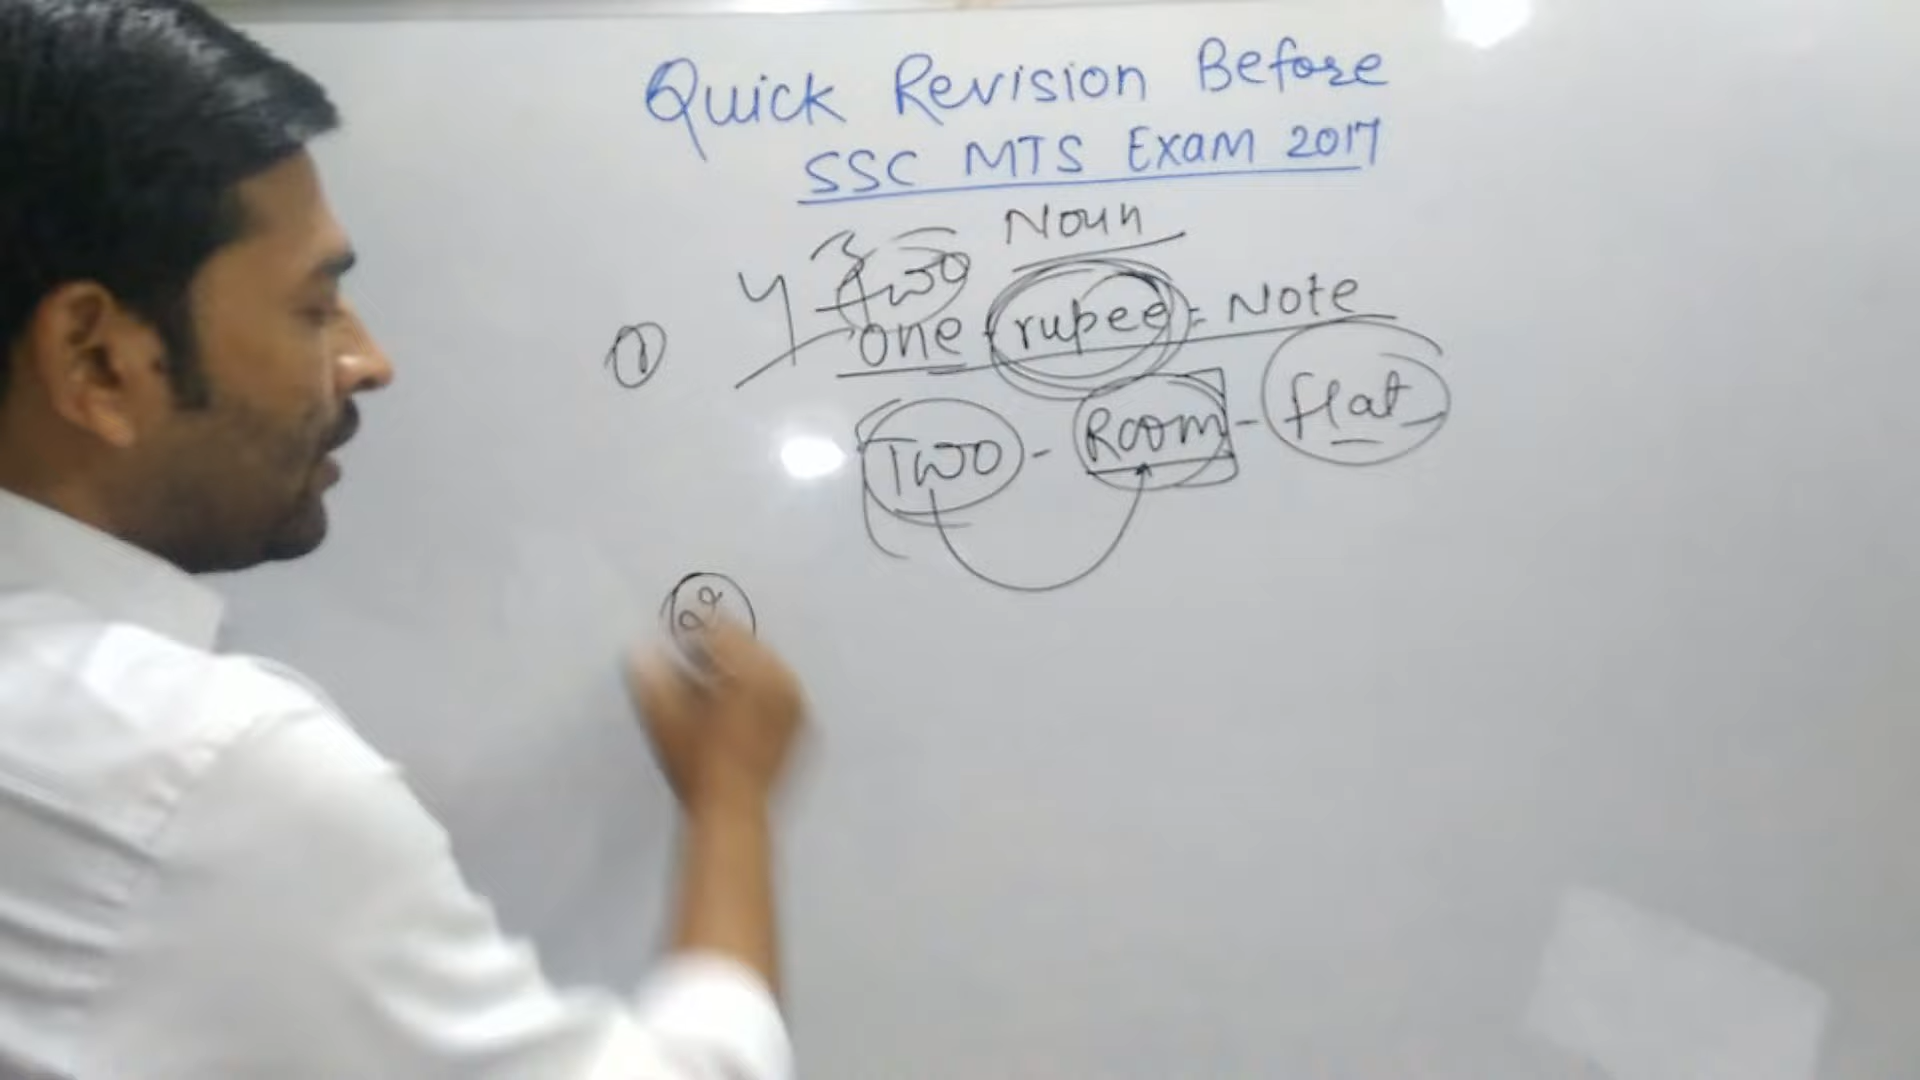 Quick Revision Before
SSC MTS Exam 2017
Noun
Two
① one - rupee - Note
Two - Room - flat